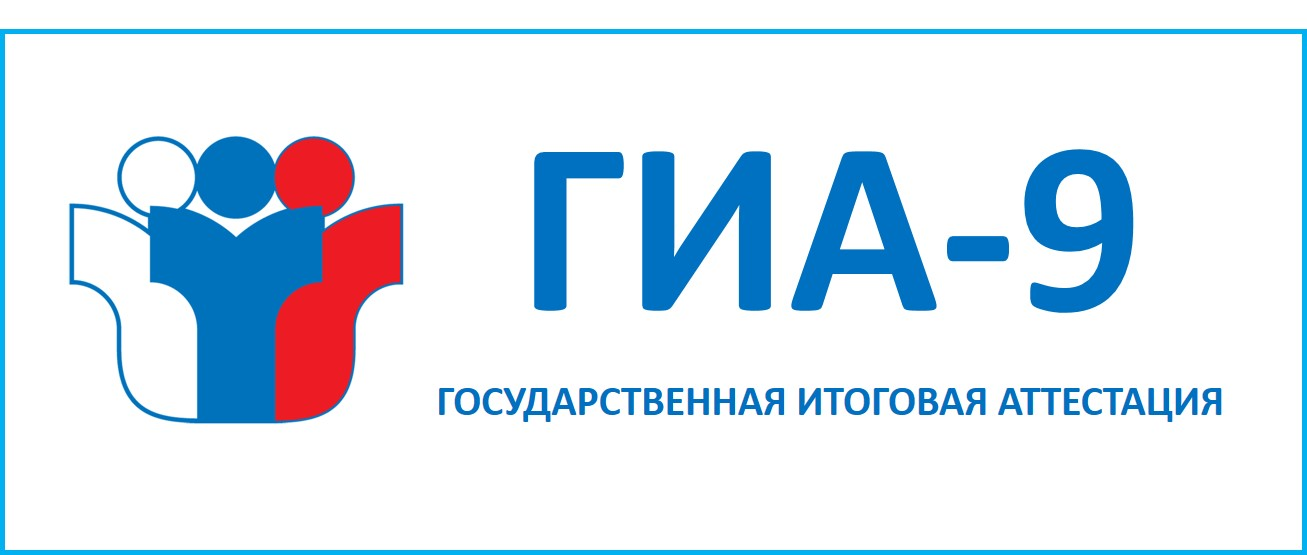 ГИА-9
ГОСУДАРСТВЕННАЯ ИТОГОВАЯ АТТЕСТАЦИЯ